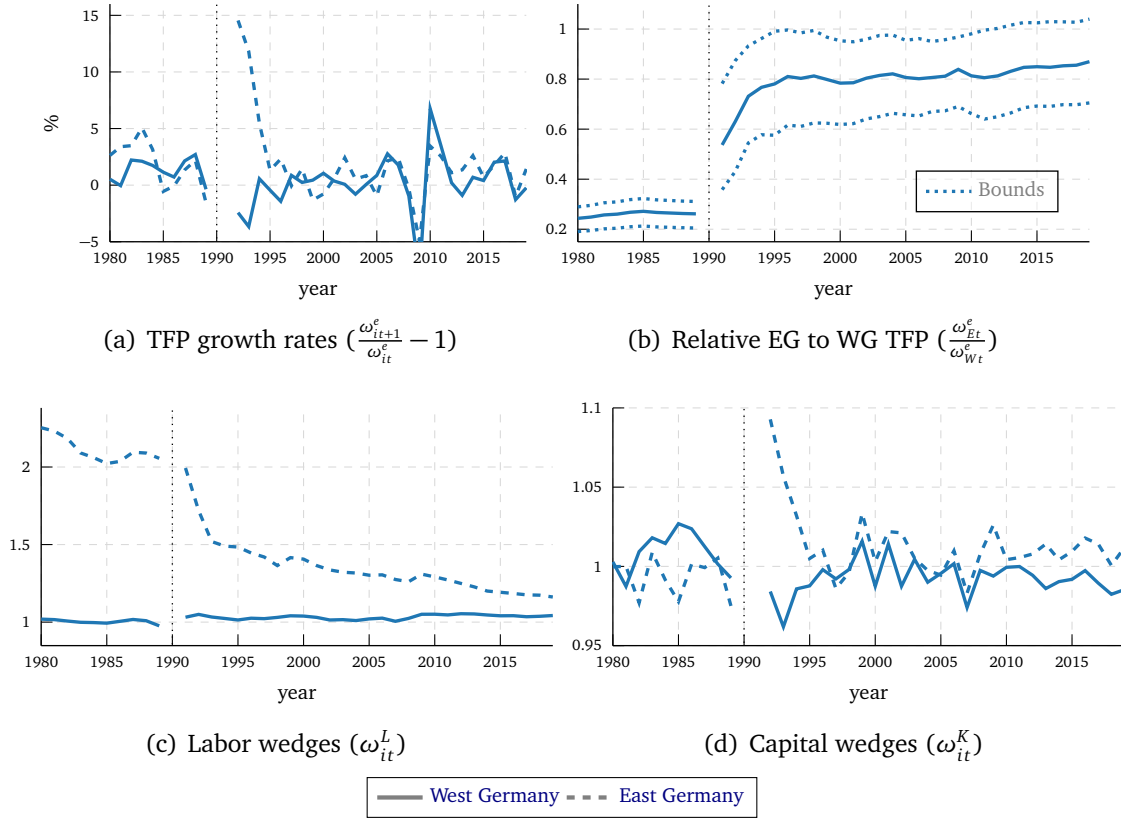 15
10
5
0
−5
%
1980 1985 1990 1995 2000 2005 2010 2015
year
(a) TFP growth rates (ω^e_{it+1}/ω^e_{it} − 1)
1
0.8
0.6
0.4
0.2
Bounds
1980 1985 1990 1995 2000 2005 2010 2015
year
(b) Relative EG to WG TFP (ω^e_{Et}/ω^e_{Wt})
2
1.5
1
1980 1985 1990 1995 2000 2005 2010 2015
year
(c) Labor wedges (ω^L_{it})
1.1
1.05
1
0.95
1980 1985 1990 1995 2000 2005 2010 2015
year
(d) Capital wedges (ω^K_{it})
West Germany East Germany